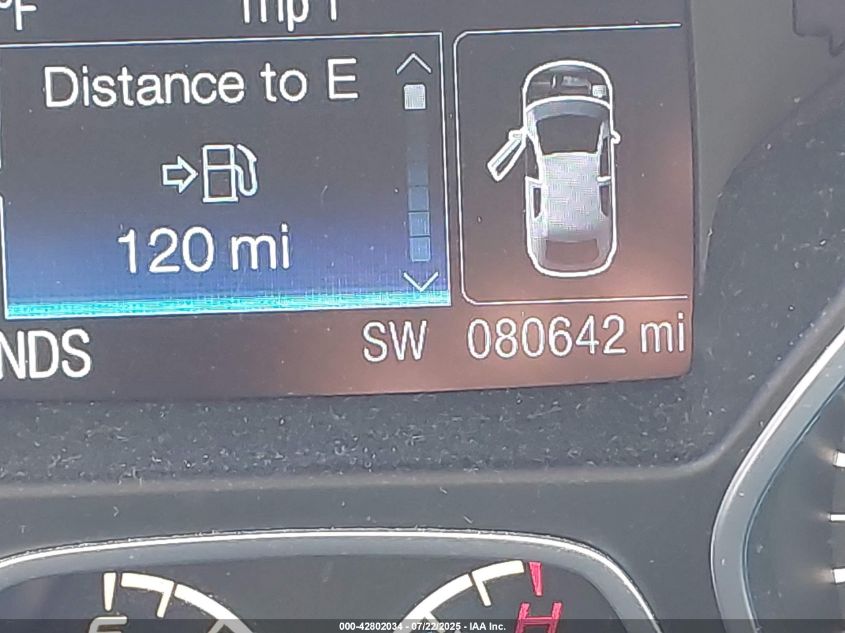 °F
Trip 1
Distance to E
120 mi
NDS SW 080642 mi
H
000-42802034 - 07/22/2025 - IAA Inc.